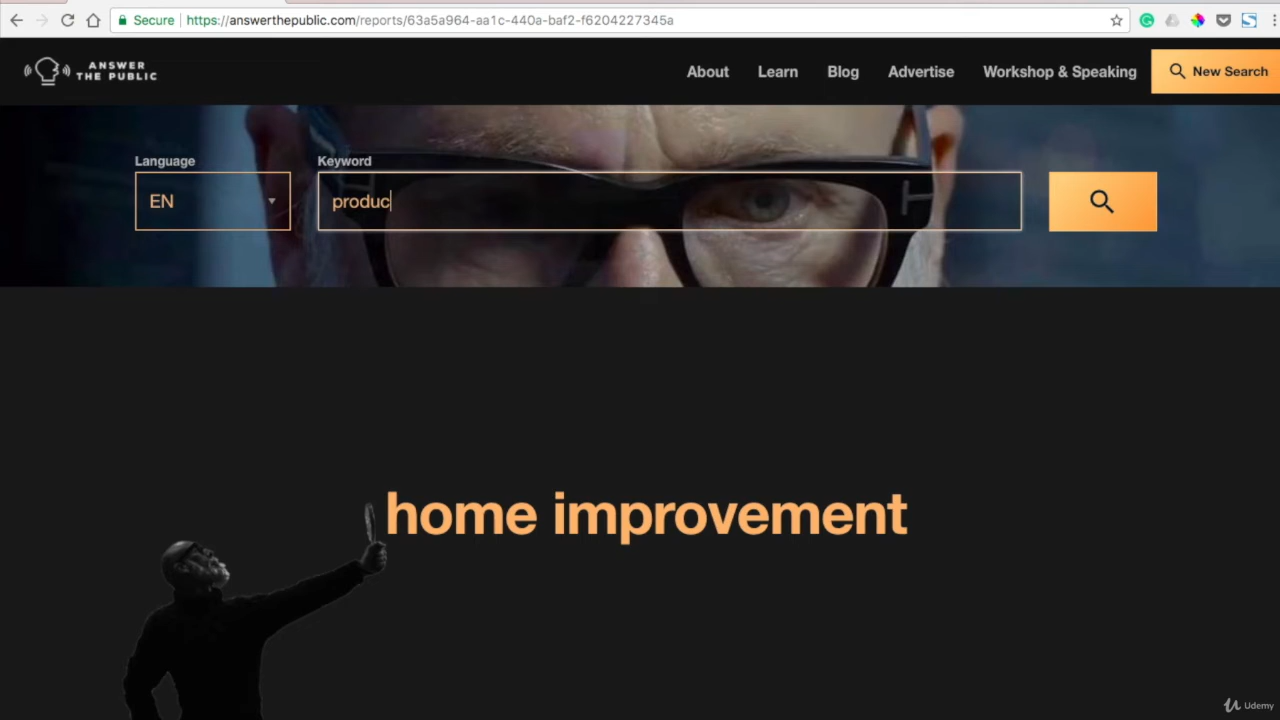 Secure
https://answerthepublic.com/reports/63a5a964-aa1c-440a-baf2-f6204227345a
ANSWER
THE PUBLIC
About
Learn
Blog
Advertise
Workshop & Speaking
New Search
Language
Keyword
EN
produc
home improvement
Udemy